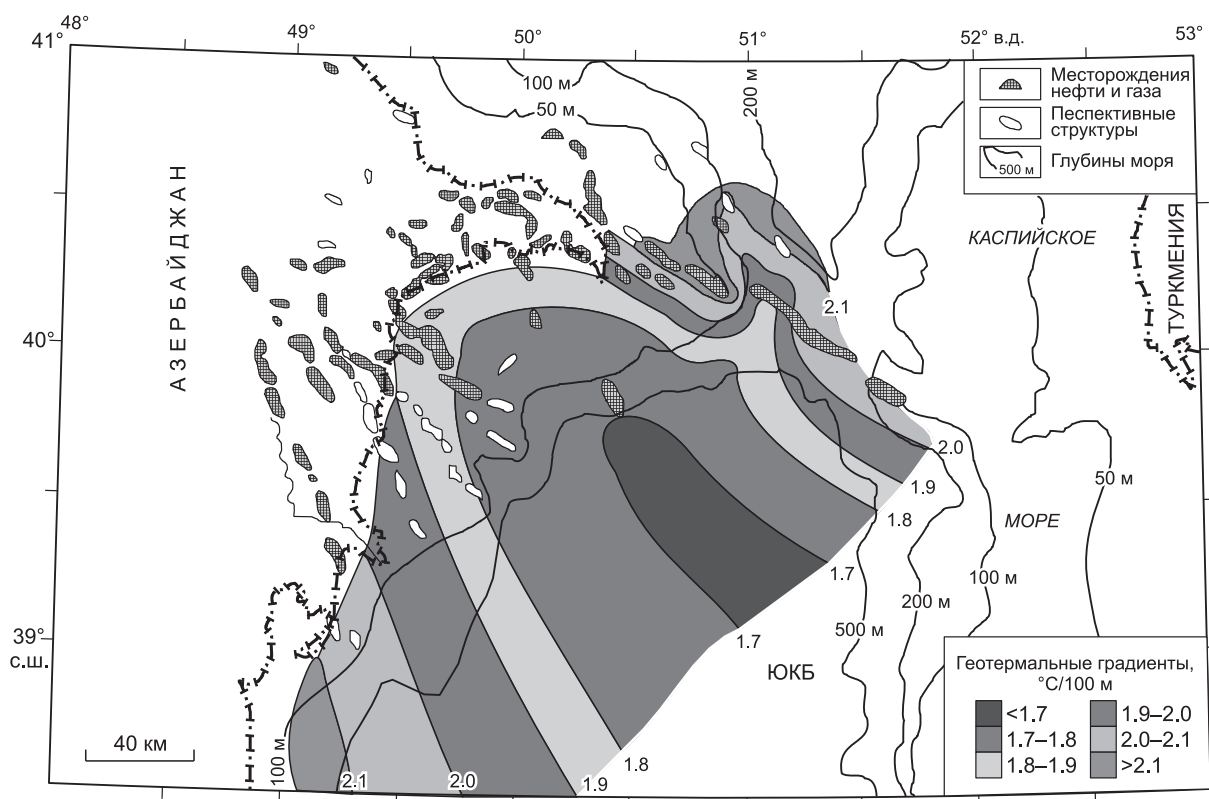 48°
49°
50°
51°
52° в.д.
53°
41°
100 м
50 м
200 м
Месторождения
нефти и газа
Песпективные
структуры
500 м
Глубины моря
АЗЕРБАЙДЖАН
КАСПИЙСКОЕ
ТУРКМЕНИЯ
2.1
40°
2.0
1.9
50 м
1.8
МОРЕ
1.7
100 м
200 м
1.7
500 м
39°
с.ш.
ЮКБ
Геотермальные градиенты,
°C/100 м
<1.7
1.9–2.0
1.7–1.8
2.0–2.1
1.8–1.9
>2.1
40 км
100 м
2.1
2.0
1.9
1.8